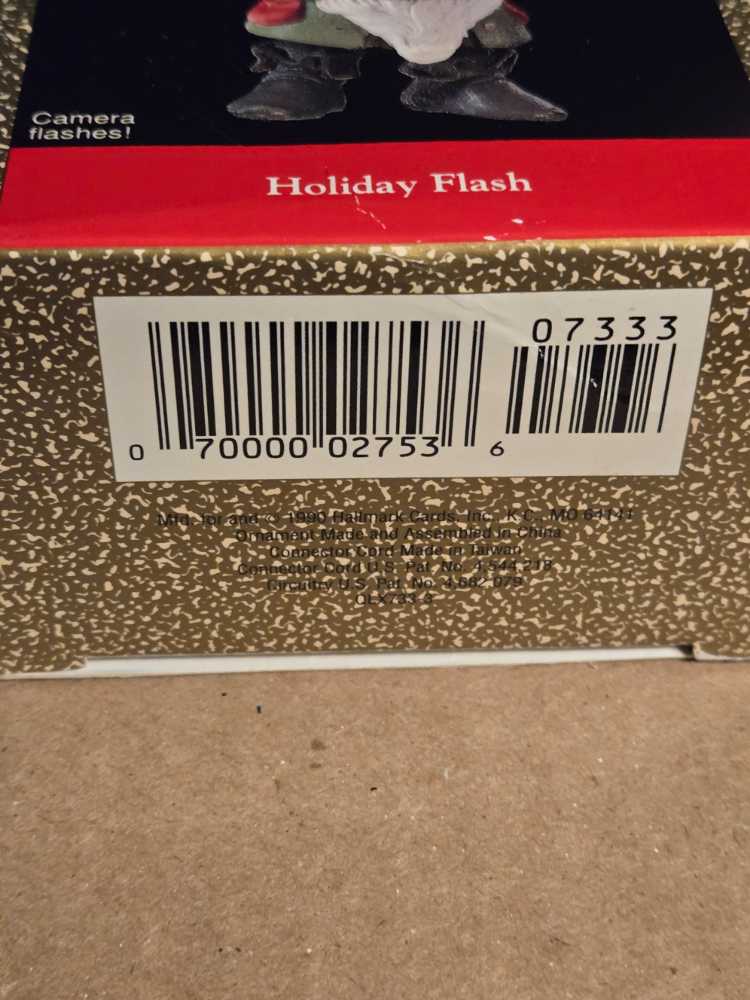 Camera
flashes!
Holiday Flash
07333
0 70000 02753 6
Mfd. for and © 1990 Hallmark Cards, Inc., K.C., MO 64141
Ornament Made and Assembled in China
Connector Cord Made in Taiwan
Connector Cord U.S. Pat. No. 4,544,218
Circuitry U.S. Pat. No. 4,682,079
QLX733-3